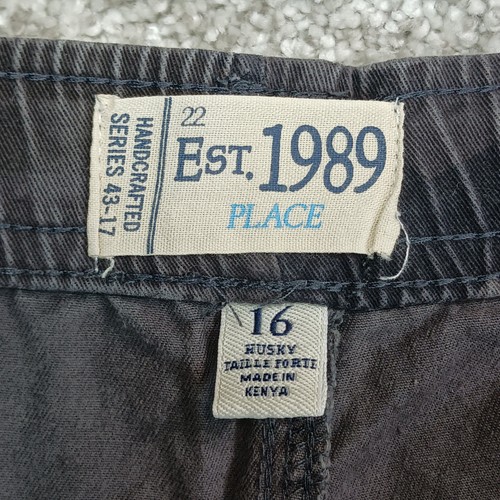 HANDCRAFTED
SERIES 43-17
22
EST. 1989
PLACE
16
HUSKY
TAILLE FORTE
MADE IN
KENYA